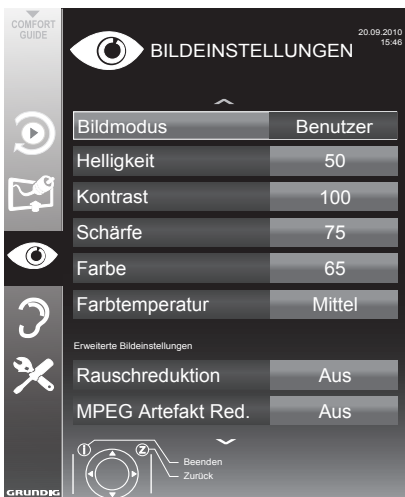 COMFORT
GUIDE
BILDEINSTELLUNGEN
20.09.2010
15:46
Bildmodus Benutzer
Helligkeit 50
Kontrast 100
Schärfe 75
Farbe 65
Farbtemperatur Mittel
Erweiterte Bildeinstellungen
Rauschreduktion Aus
MPEG Artefakt Red. Aus
Z
Beenden
Zurück
GRUNDIG